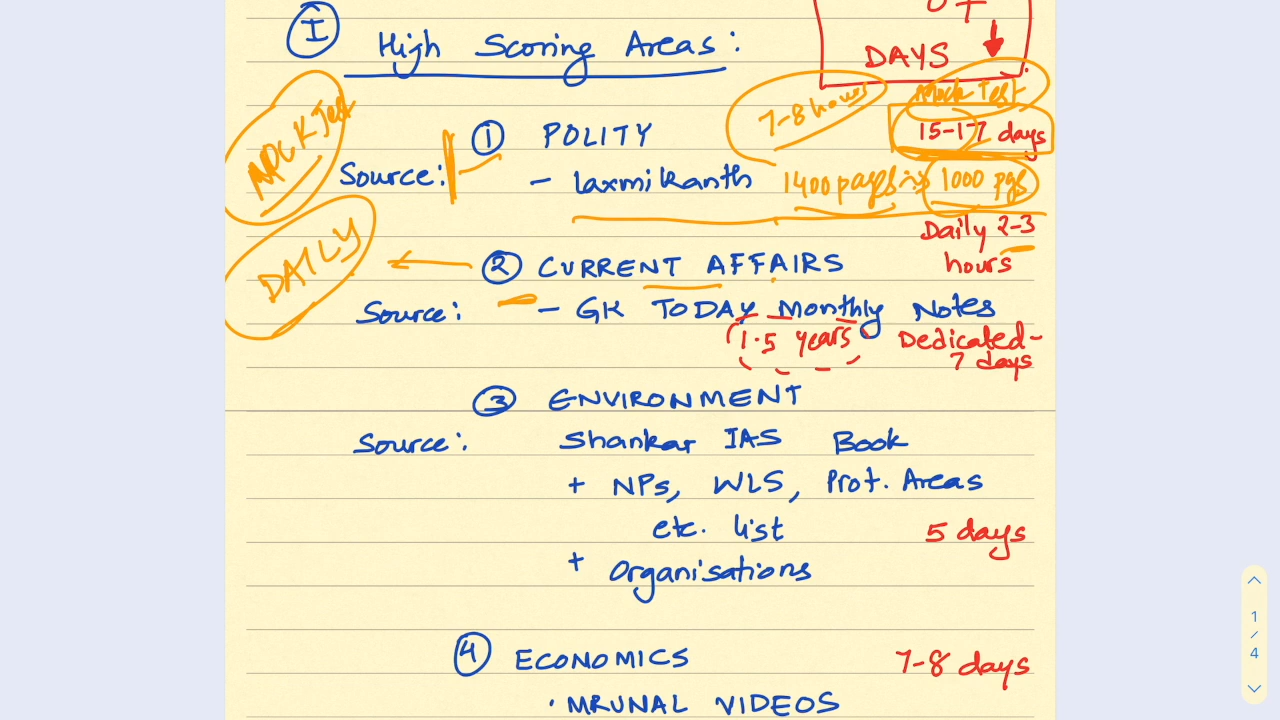 I High Scoring Areas:
DAYS
Mock Test
7-8 hours
MOCK Test
1 POLITY
15-17 days
Source: - Laxmikanth 1400 pages → 1000 pgs
Daily 2-3 hours
DAILY
2 CURRENT AFFAIRS
Source: - GK TODAY Monthly Notes
(1.5 years)
Dedicated - 7 days
3 ENVIRONMENT
Source: Shankar IAS Book
+ NPs, WLS, Prot. Areas
etc. list
5 days
+ Organisations
4 ECONOMICS
7-8 days
· MRUNAL VIDEOS
1
/
4